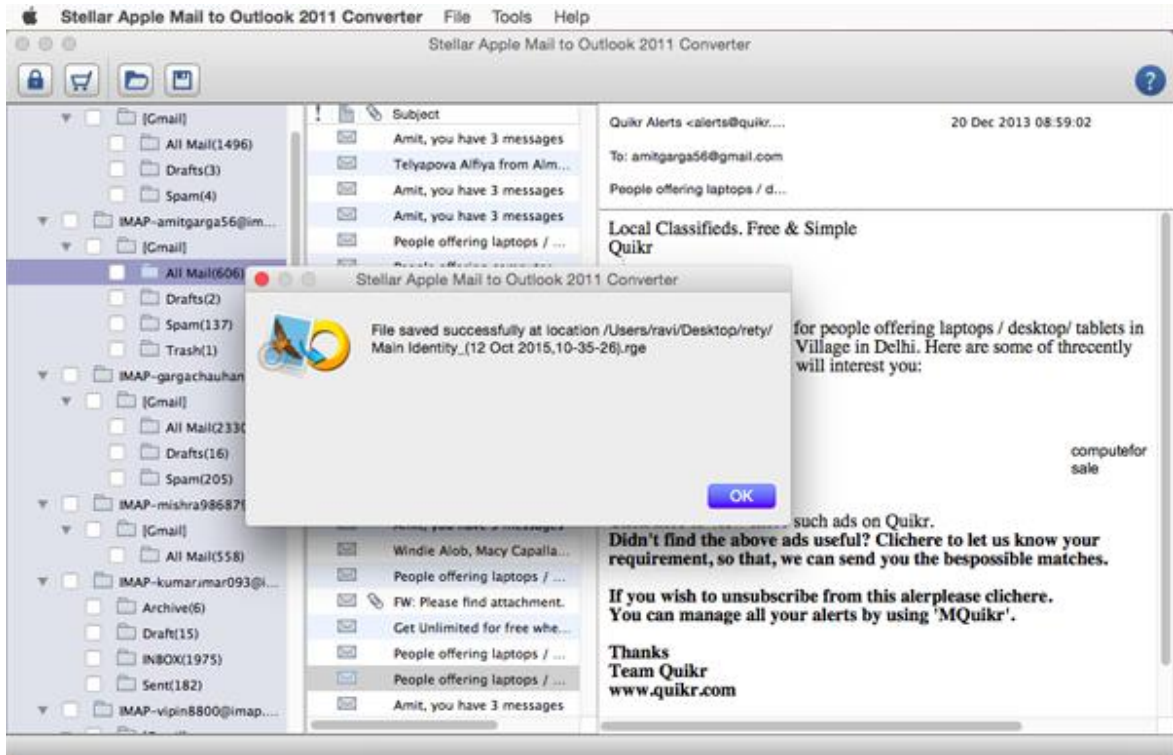 Stellar Apple Mail to Outlook 2011 Converter File Tools Help
Stellar Apple Mail to Outlook 2011 Converter
?
[Gmail]
All Mail(1496)
Drafts(3)
Spam(4)
IMAP-amitgarga56@im...
[Gmail]
All Mail(606)
Drafts(2)
Spam(137)
Trash(1)
IMAP-gargachauhan
[Gmail]
All Mail(2330
Drafts(16)
Spam(205)
IMAP-mishra98687
[Gmail]
All Mail(558)
IMAP-kumarımar093@i...
Archive(6)
Draft(15)
INBOX(1975)
Sent(182)
IMAP-vipin8800@imap....
! Subject
Amit, you have 3 messages
Telyapova Alfiya from Alm...
Amit, you have 3 messages
Amit, you have 3 messages
People offering laptops / ...
Amit, you have 3 messages
Windie Alob, Macy Capalla...
People offering laptops / ...
FW: Please find attachment.
Get Unlimited for free whe...
People offering laptops / ...
People offering laptops / ...
Amit, you have 3 messages
Quikr Alerts <alerts@quikr.... 20 Dec 2013 08:59:02
To: amitgarga56@gmail.com
People offering laptops / d...
Local Classifieds. Free & Simple
Quikr
for people offering laptops / desktop/ tablets in
Village in Delhi. Here are some of threcently
will interest you:
computefor
sale
such ads on Quikr.
Didn't find the above ads useful? Clichere to let us know your
requirement, so that, we can send you the bespossible matches.
If you wish to unsubscribe from this alerplease clichere.
You can manage all your alerts by using 'MQuikr'.
Thanks
Team Quikr
www.quikr.com
Stellar Apple Mail to Outlook 2011 Converter
File saved successfully at location /Users/ravi/Desktop/rety/
Main Identity_(12 Oct 2015,10-35-26).rge
OK